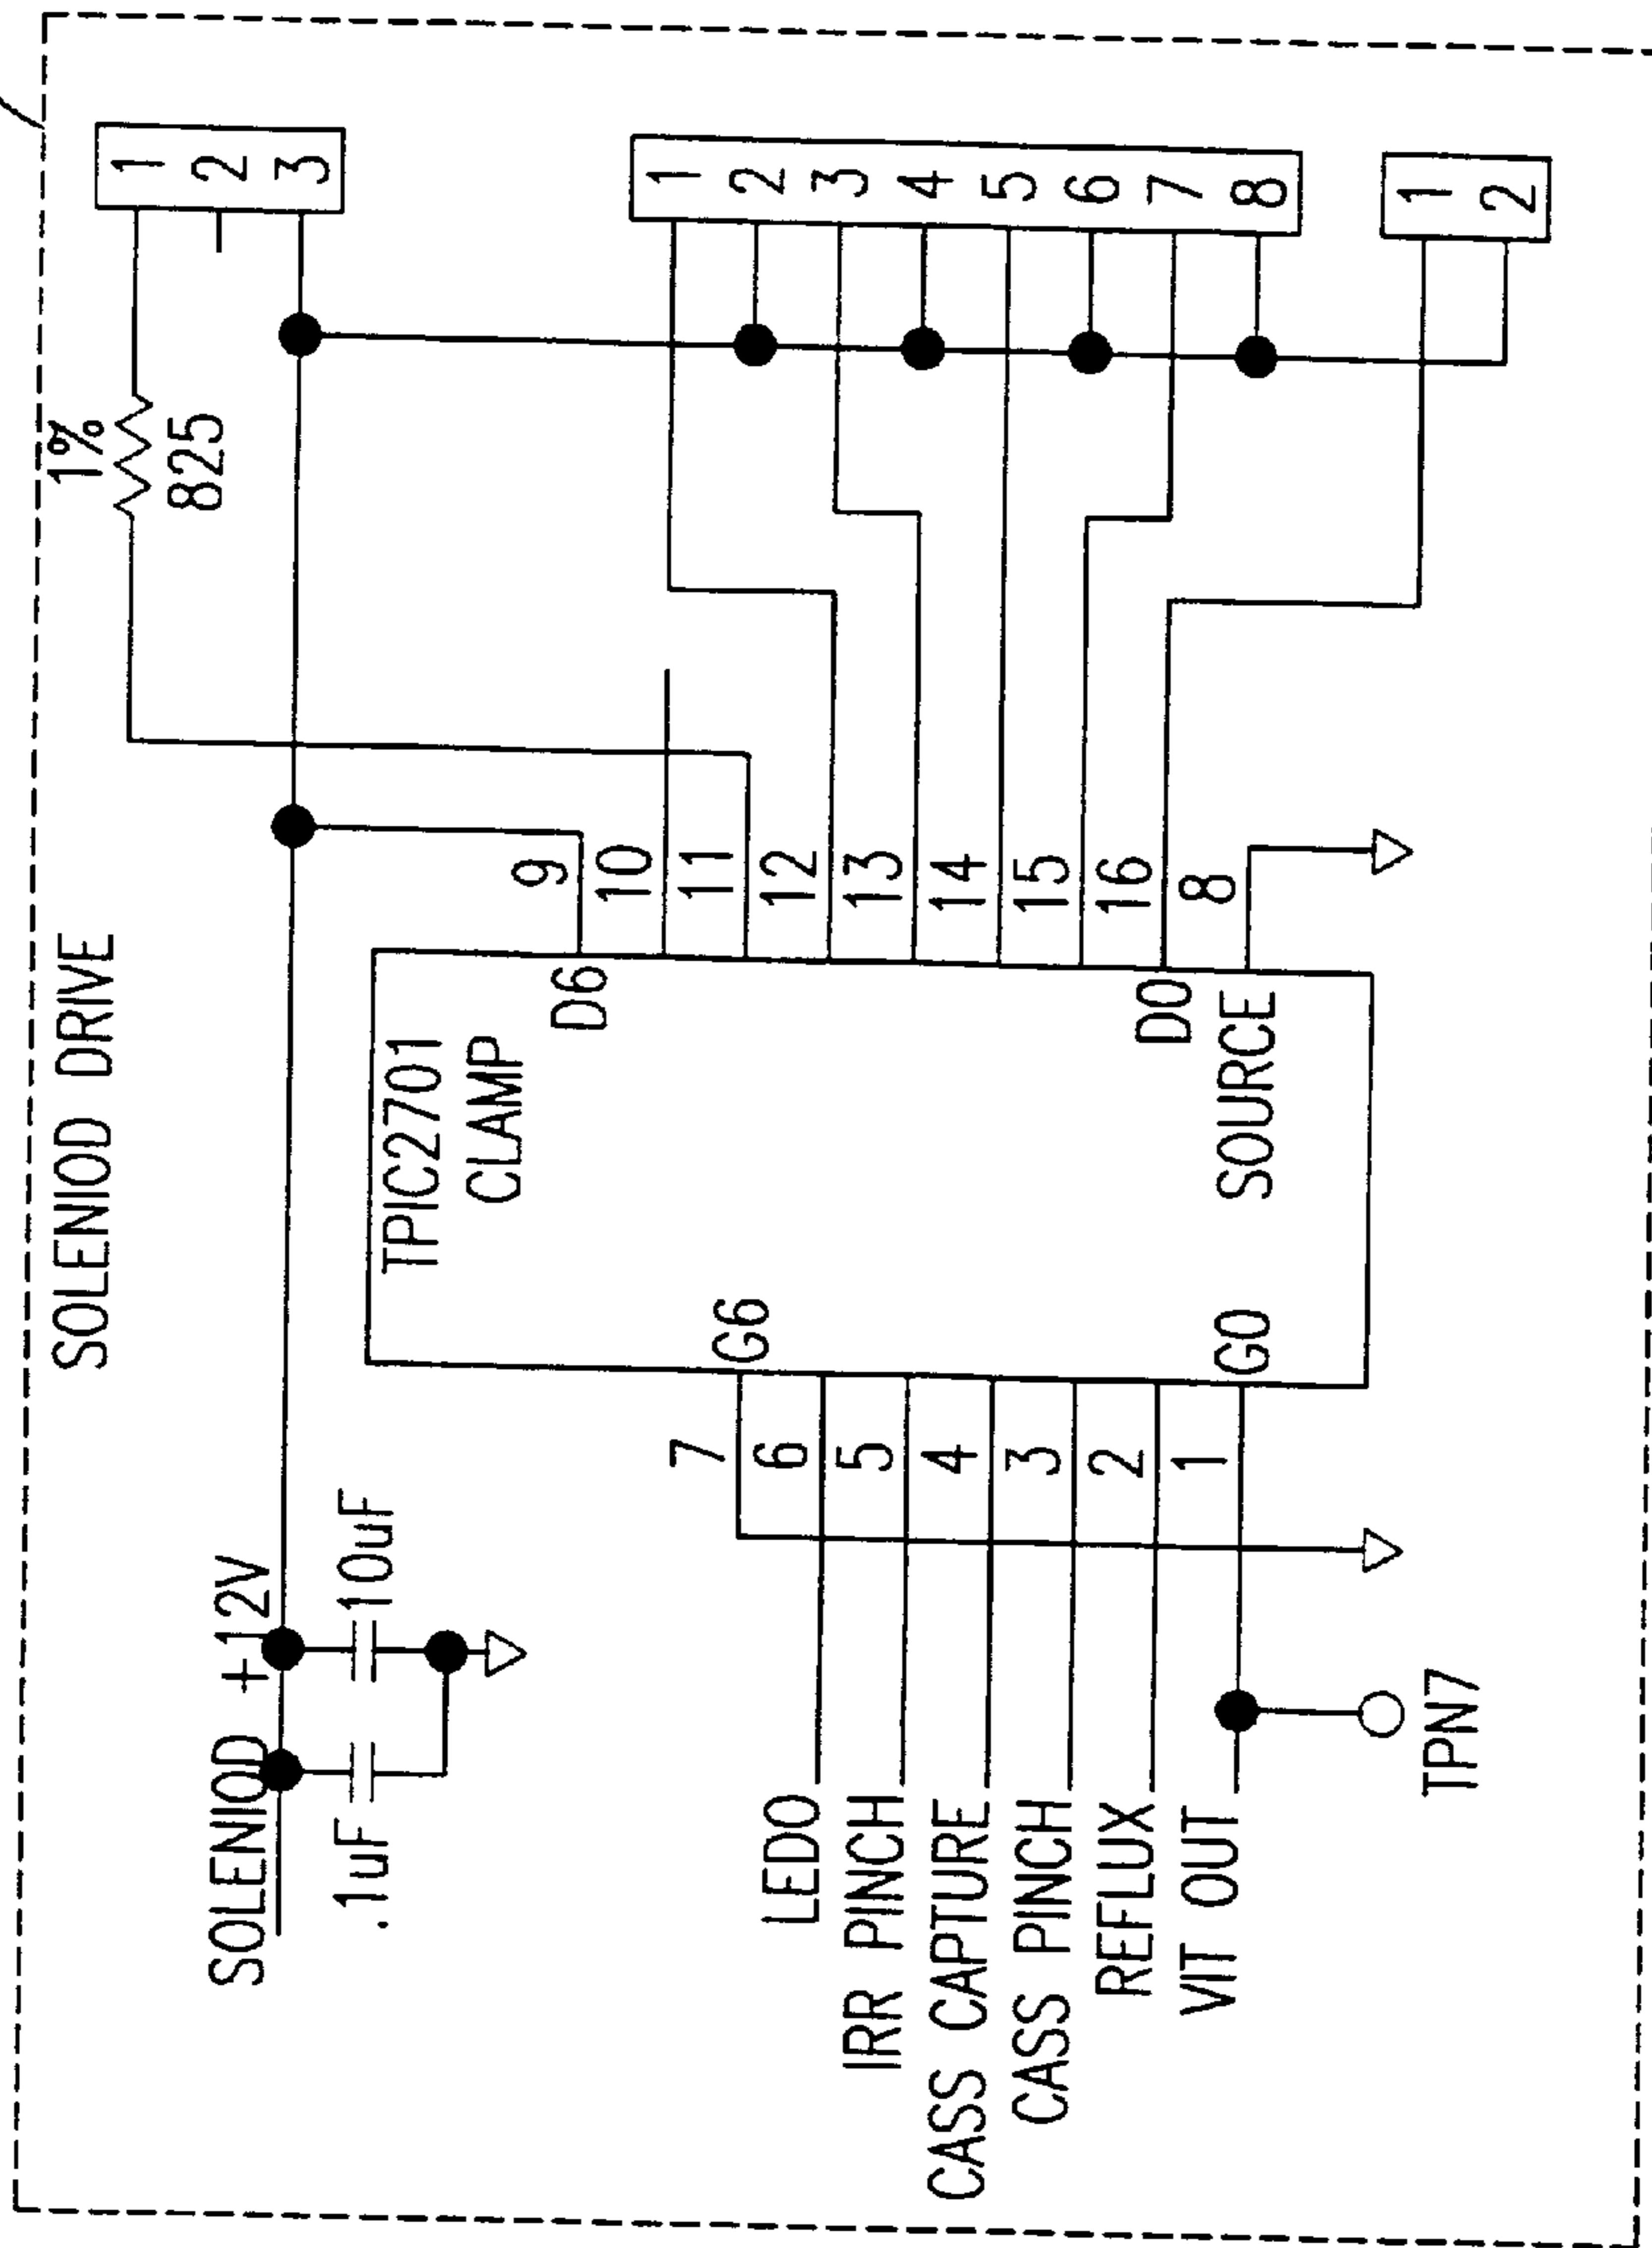 SOLENIOD DRIVE
SOLENIOD +12V
.1uF
10uF
1%
825
1
2
3
TPIC2701
CLAMP
D6
9
10
11
12
13
14
15
16
D0
8
SOURCE
G6
7
6
5
4
3
2
1
G0
LED0
IRR PINCH
CASS CAPTURE
CASS PINCH
REFLUX
VIT OUT
TPN7
1
2
3
4
5
6
7
8
1
2